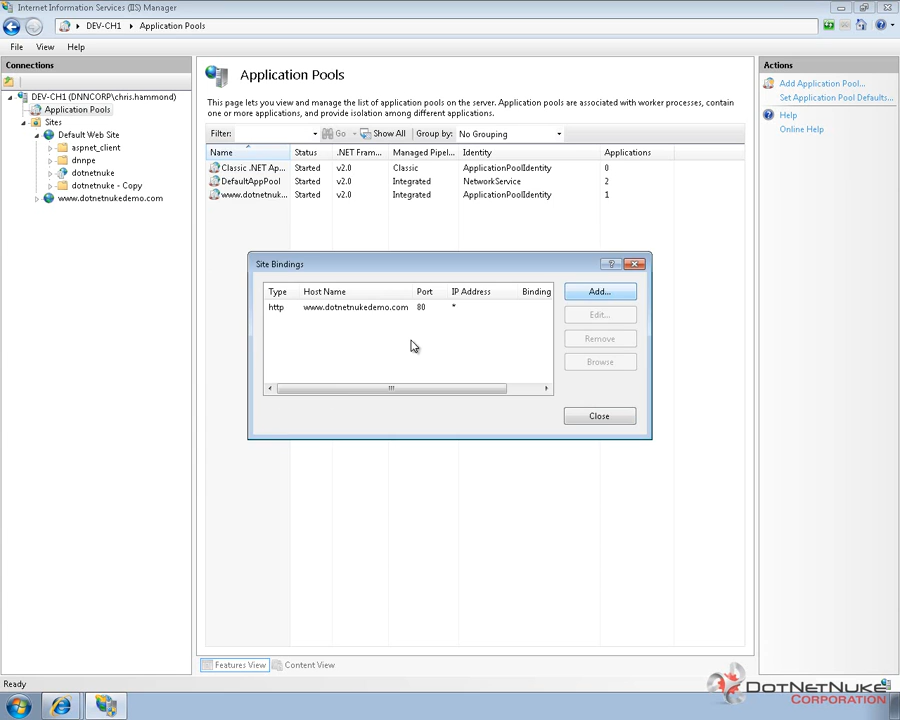 Internet Information Services (IIS) Manager
DEV-CH1 Application Pools
File View Help
Connections
DEV-CH1 (DNNCORP\chris.hammond)
Application Pools
Sites
Default Web Site
aspnet_client
dnnpe
dotnetnuke
dotnetnuke - Copy
www.dotnetnukedemo.com
Application Pools
This page lets you view and manage the list of application pools on the server. Application pools are associated with worker processes, contain
one or more applications, and provide isolation among different applications.
Filter: Go Show All Group by: No Grouping
Name Status .NET Fram... Managed Pipel... Identity Applications
Classic .NET Ap... Started v2.0 Classic ApplicationPoolIdentity 0
DefaultAppPool Started v2.0 Integrated NetworkService 2
www.dotnetnuk... Started v2.0 Integrated ApplicationPoolIdentity 1
Site Bindings
Type Host Name Port IP Address Binding
http www.dotnetnukedemo.com 80 *
Add...
Edit...
Remove
Browse
Close
Features View Content View
Actions
Add Application Pool...
Set Application Pool Defaults...
Help
Online Help
Ready
DOTNETNUKE
CORPORATION